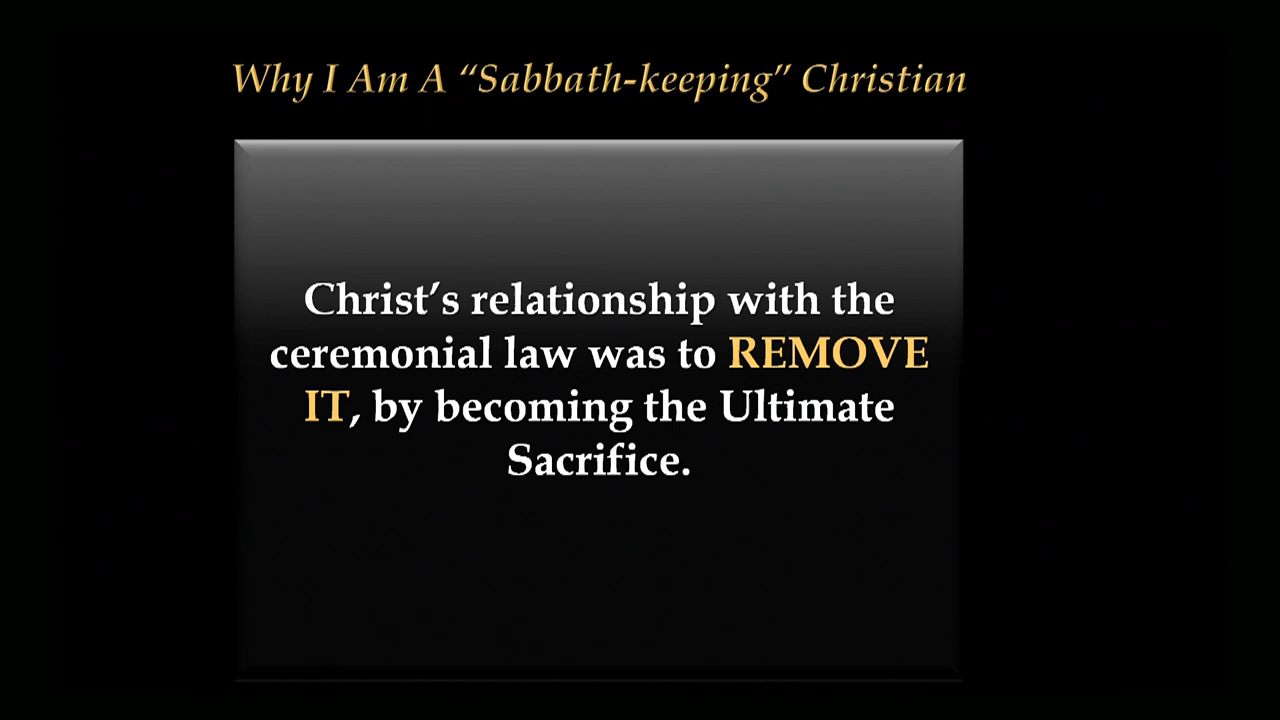 Why I Am A “Sabbath-keeping” Christian
Christ’s relationship with the
ceremonial law was to REMOVE
IT, by becoming the Ultimate
Sacrifice.